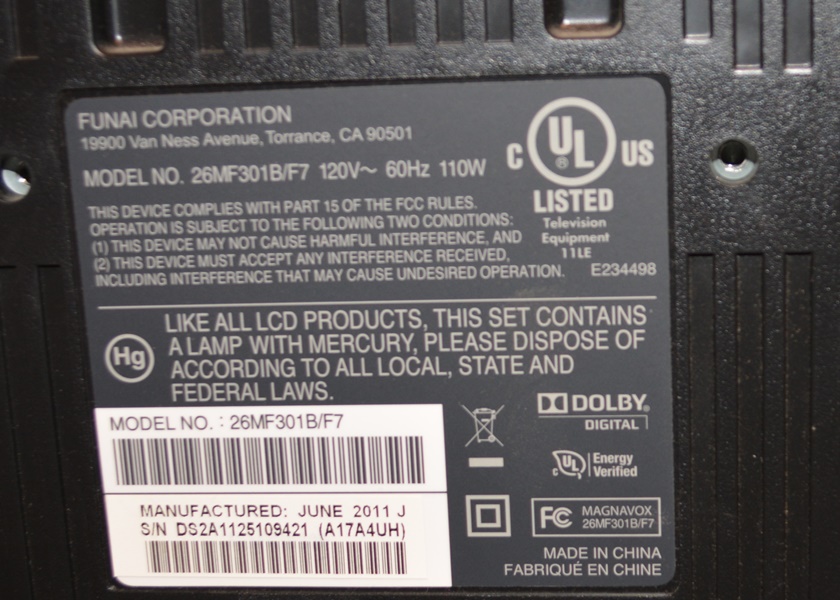 FUNAI CORPORATION
19900 Van Ness Avenue, Torrance, CA 90501
MODEL NO. 26MF301B/F7 120V～ 60Hz 110W
THIS DEVICE COMPLIES WITH PART 15 OF THE FCC RULES.
OPERATION IS SUBJECT TO THE FOLLOWING TWO CONDITIONS:
(1) THIS DEVICE MAY NOT CAUSE HARMFUL INTERFERENCE, AND
(2) THIS DEVICE MUST ACCEPT ANY INTERFERENCE RECEIVED,
INCLUDING INTERFERENCE THAT MAY CAUSE UNDESIRED OPERATION.
C UL ® US
LISTED
Television
Equipment
11LE
E234498
Hg
LIKE ALL LCD PRODUCTS, THIS SET CONTAINS
A LAMP WITH MERCURY, PLEASE DISPOSE OF
ACCORDING TO ALL LOCAL, STATE AND
FEDERAL LAWS.
MODEL NO. : 26MF301B/F7
MANUFACTURED: JUNE 2011 J
S/N DS2A1125109421 (A17A4UH)
DOLBY®
DIGITAL
c UL Energy
Verified
FC MAGNAVOX
26MF301B/F7
MADE IN CHINA
FABRIQUÉ EN CHINE